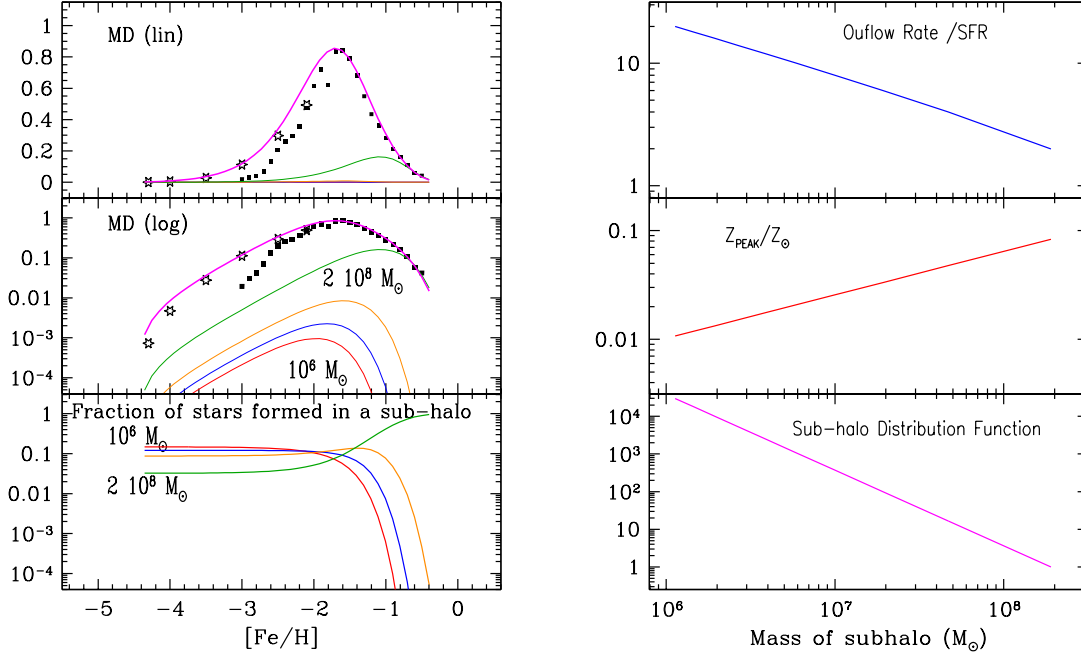 MD (lin)
1
0.8
0.6
0.4
0.2
0
MD (log)
1
0.1
0.01
10⁻³
10⁻⁴
2 10⁸ M☉
10⁶ M☉
Fraction of stars formed in a sub-halo
1
0.1
0.01
10⁻³
10⁻⁴
10⁶ M☉
2 10⁸ M☉
−5 −4 −3 −2 −1 0
[Fe/H]
Ouflow Rate /SFR
10
1
Z_PEAK/Z☉
0.1
0.01
Sub-halo Distribution Function
10⁴
10³
10²
10
1
10⁶ 10⁷ 10⁸
Mass of subhalo (M☉)